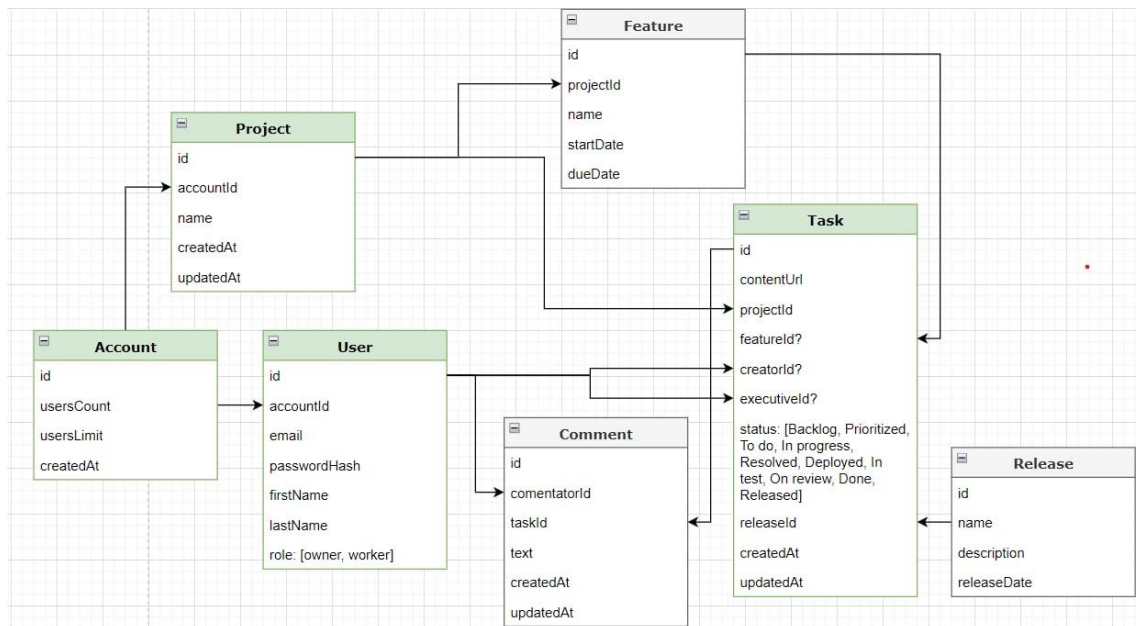 Feature
id
projectId
name
startDate
dueDate
Project
id
accountId
name
createdAt
updatedAt
Task
id
contentUrl
projectId
featureId?
creatorId?
executiveId?
status: [Backlog, Prioritized,
To do, In progress,
Resolved, Deployed, In
test, On review, Done,
Released]
releaseId
createdAt
updatedAt
Account
id
usersCount
usersLimit
createdAt
User
id
accountId
email
passwordHash
firstName
lastName
role: [owner, worker]
Comment
id
comentatorId
taskId
text
createdAt
updatedAt
Release
id
name
description
releaseDate